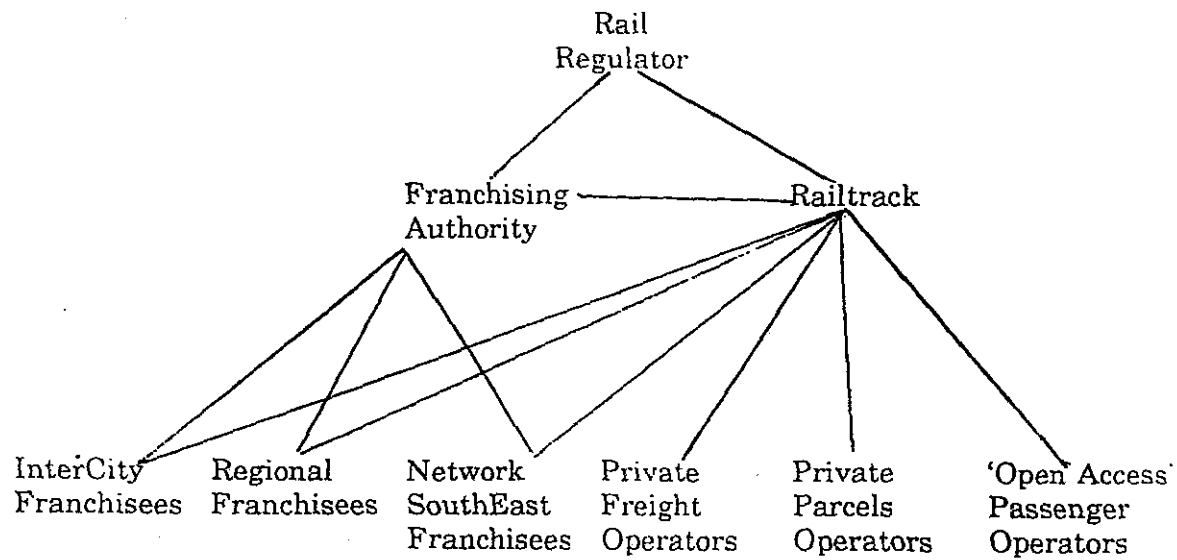 Rail
Regulator
Franchising
Authority
Railtrack
InterCity
Franchisees
Regional
Franchisees
Network
SouthEast
Franchisees
Private
Freight
Operators
Private
Parcels
Operators
'Open Access'
Passenger
Operators